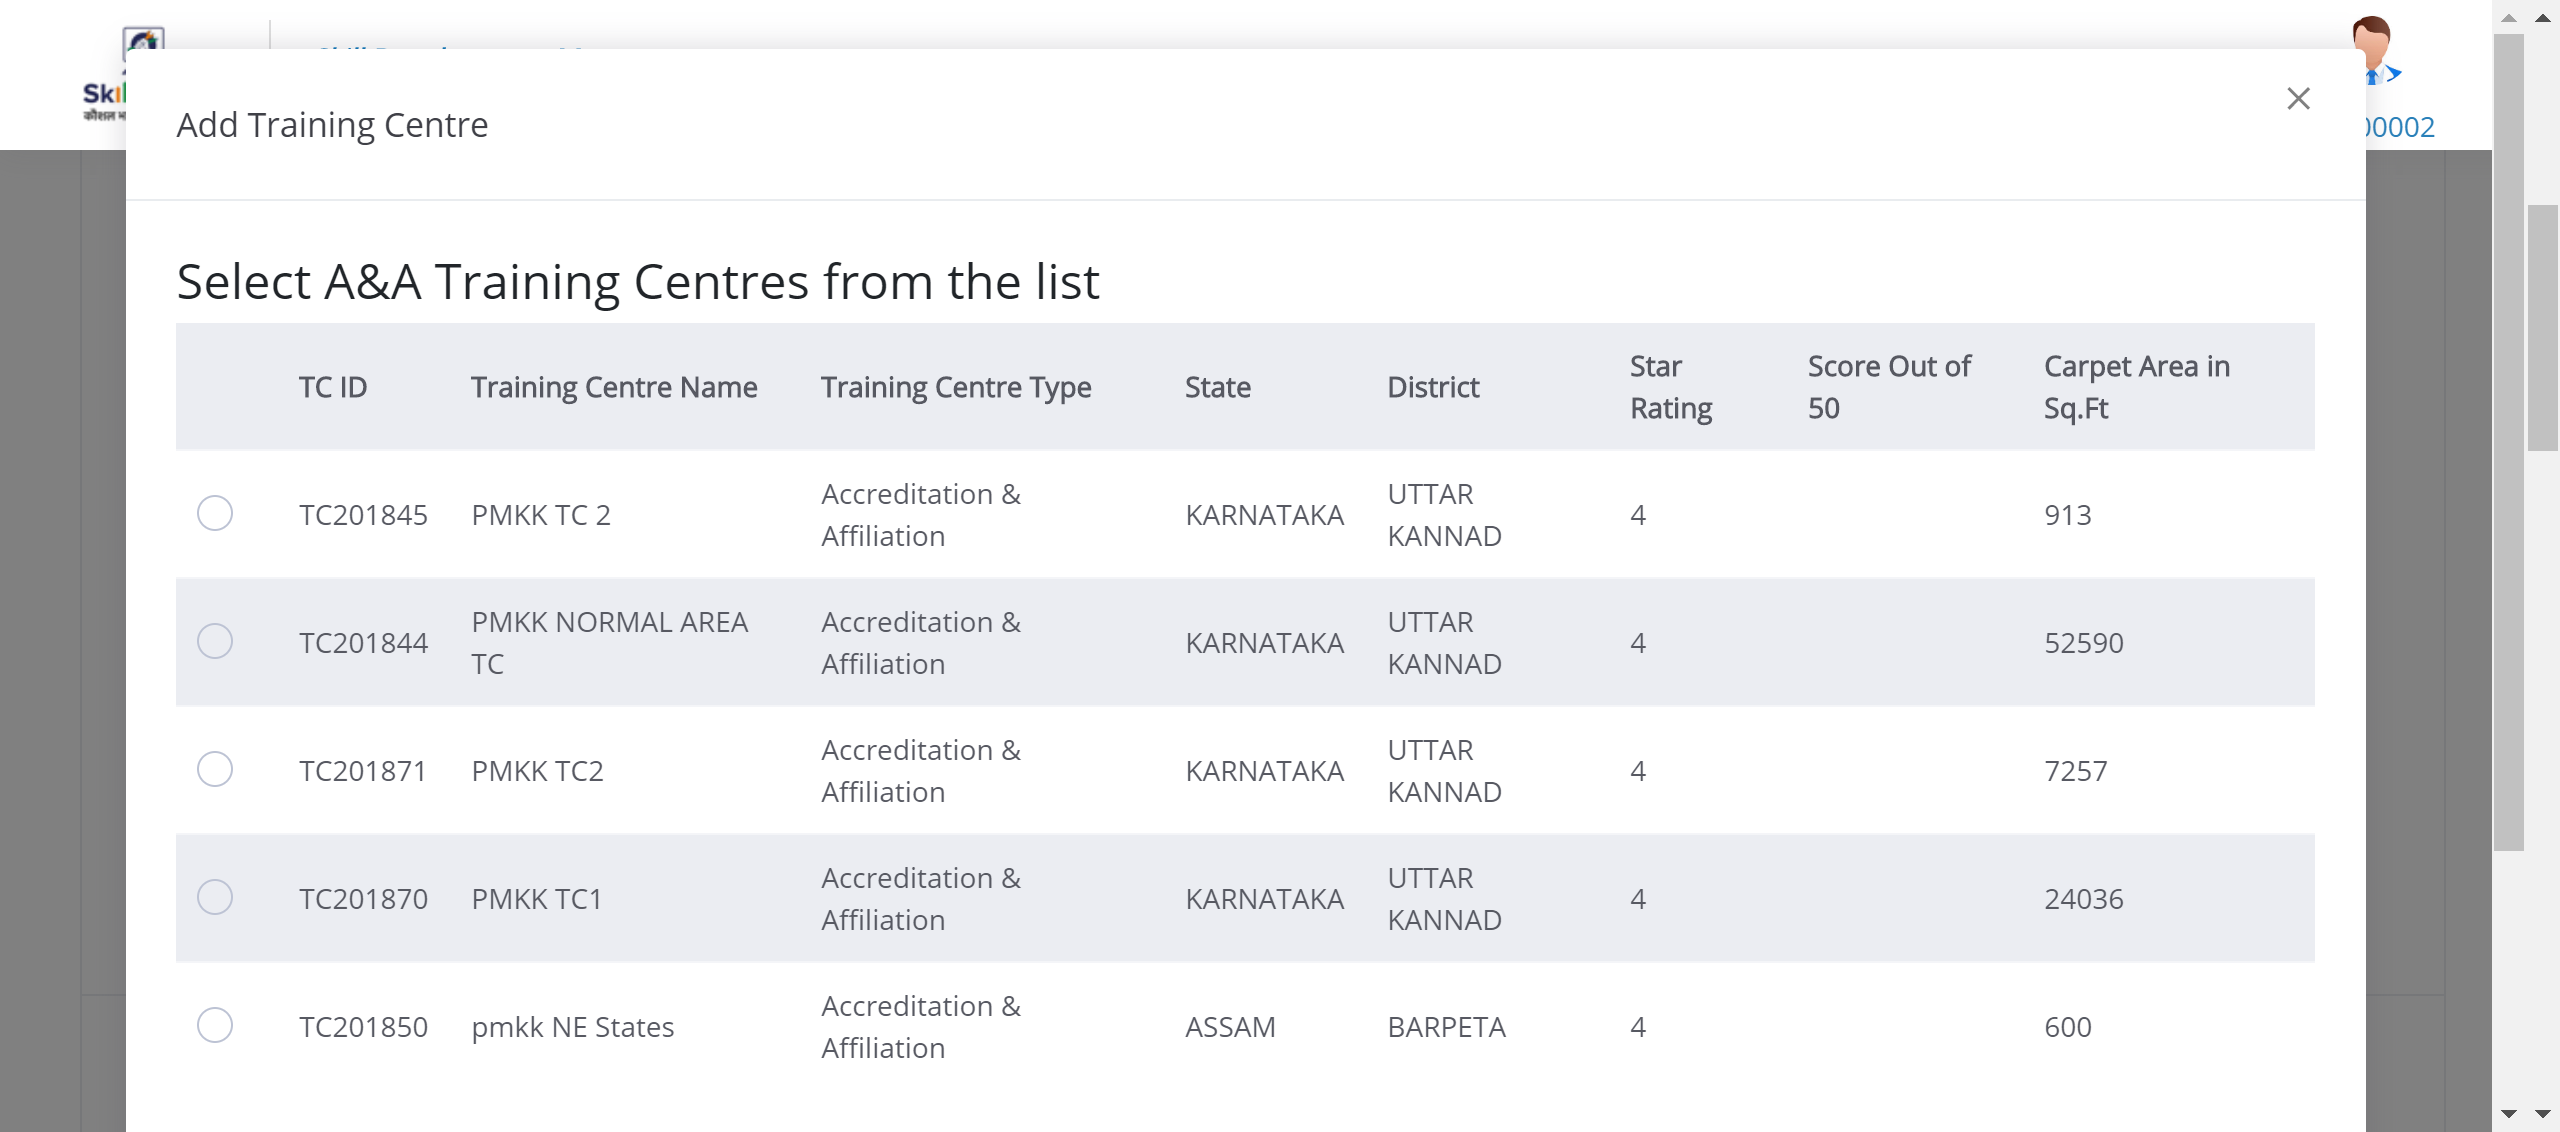 Add Training Centre
00002
Select A&A Training Centres from the list
TC ID Training Centre Name Training Centre Type State District Star Rating Score Out of 50 Carpet Area in Sq.Ft
TC201845 PMKK TC 2 Accreditation & Affiliation KARNATAKA UTTAR KANNAD 4 913
TC201844 PMKK NORMAL AREA TC Accreditation & Affiliation KARNATAKA UTTAR KANNAD 4 52590
TC201871 PMKK TC2 Accreditation & Affiliation KARNATAKA UTTAR KANNAD 4 7257
TC201870 PMKK TC1 Accreditation & Affiliation KARNATAKA UTTAR KANNAD 4 24036
TC201850 pmkk NE States Accreditation & Affiliation ASSAM BARPETA 4 600